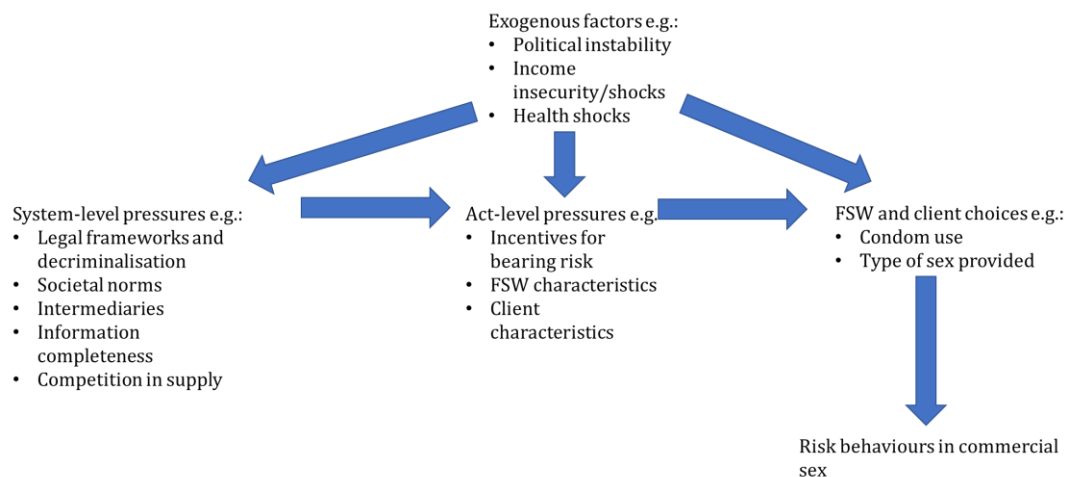 Exogenous factors e.g.:
• Political instability
• Income
insecurity/shocks
• Health shocks
System-level pressures e.g.:
• Legal frameworks and
decriminalisation
• Societal norms
• Intermediaries
• Information
completeness
• Competition in supply
Act-level pressures e.g.
• Incentives for
bearing risk
• FSW characteristics
• Client
characteristics
FSW and client choices e.g.:
• Condom use
• Type of sex provided
Risk behaviours in commercial
sex